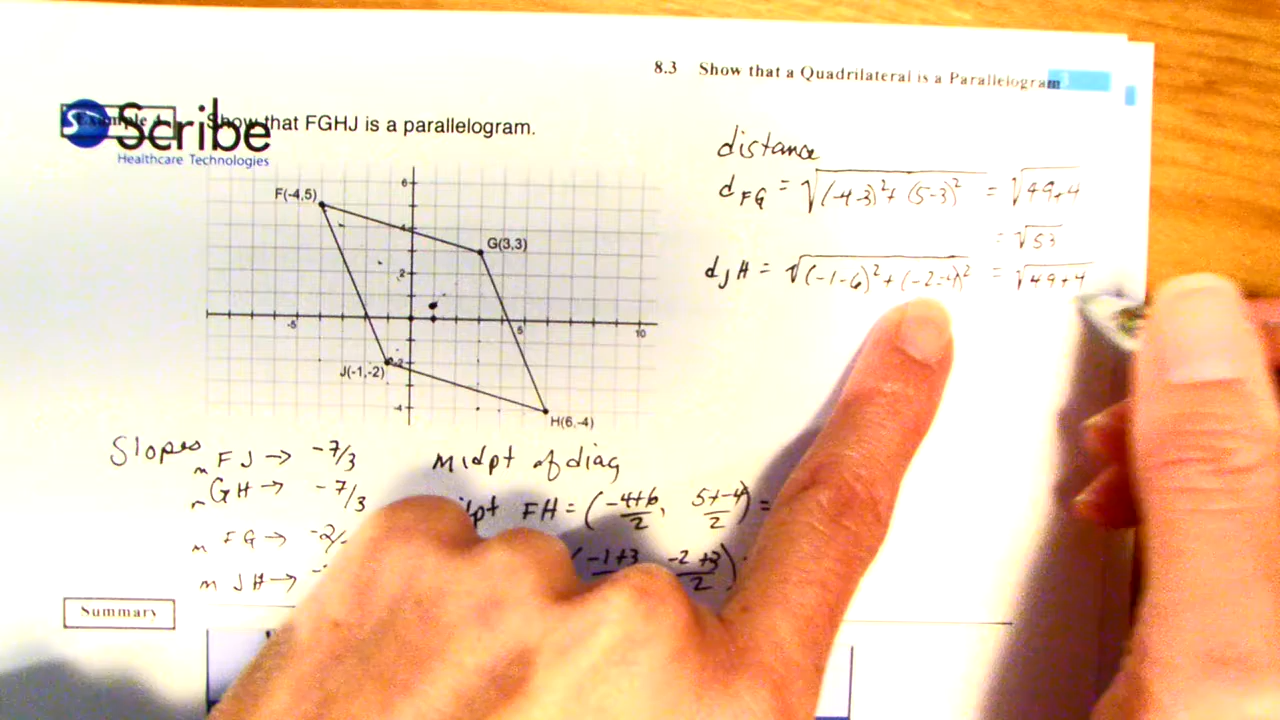 8.3 Show that a Quadrilateral is a Parallelogram
Scribe
Healthcare Technologies
Show that FGHJ is a parallelogram.
F(-4,5)
G(3,3)
J(-1,-2)
H(6,-4)
6
4
2
-2
-4
-5
5
10
distance
d FG = √(-4-3)²+(5-3)² = √49+4
= √53
d JH = √(-1-6)²+(-2--4)² = √49+4
Slopes
m FJ → -7/3
m GH → -7/3
m FG → -2/
m JH →
midpt of diag
FH = (-4+6/2, 5+-4/2) =
(-1+3, -2+3/2)
Summary